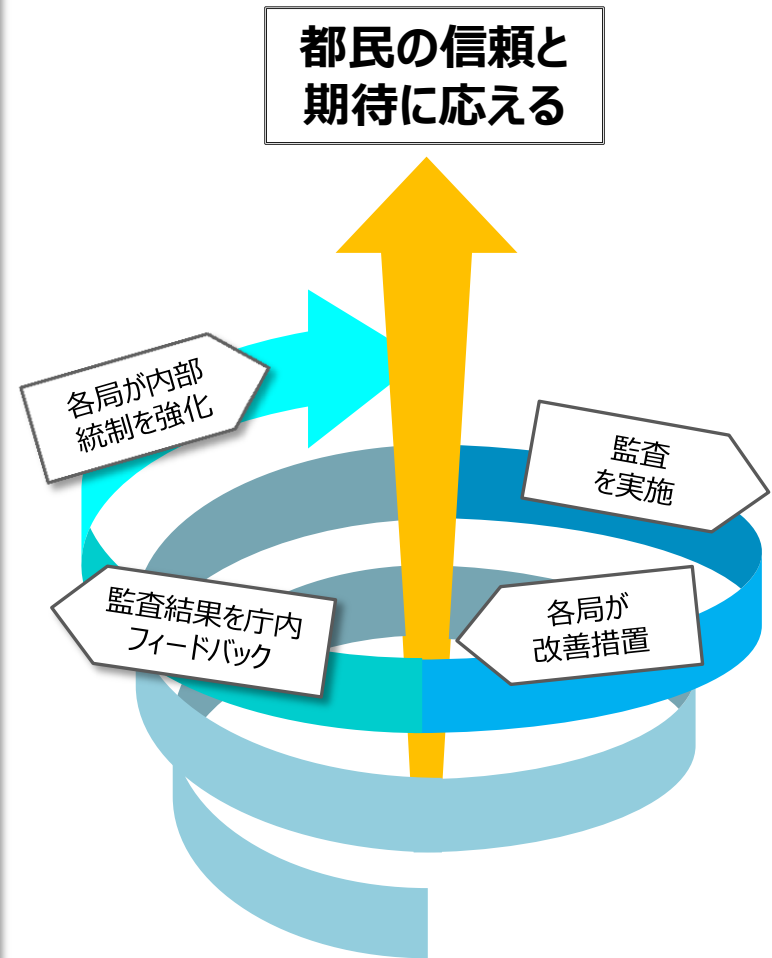 都民の信頼と
期待に応える
各局が内部
統制を強化
監査
を実施
監査結果を庁内
フィードバック
各局が
改善措置